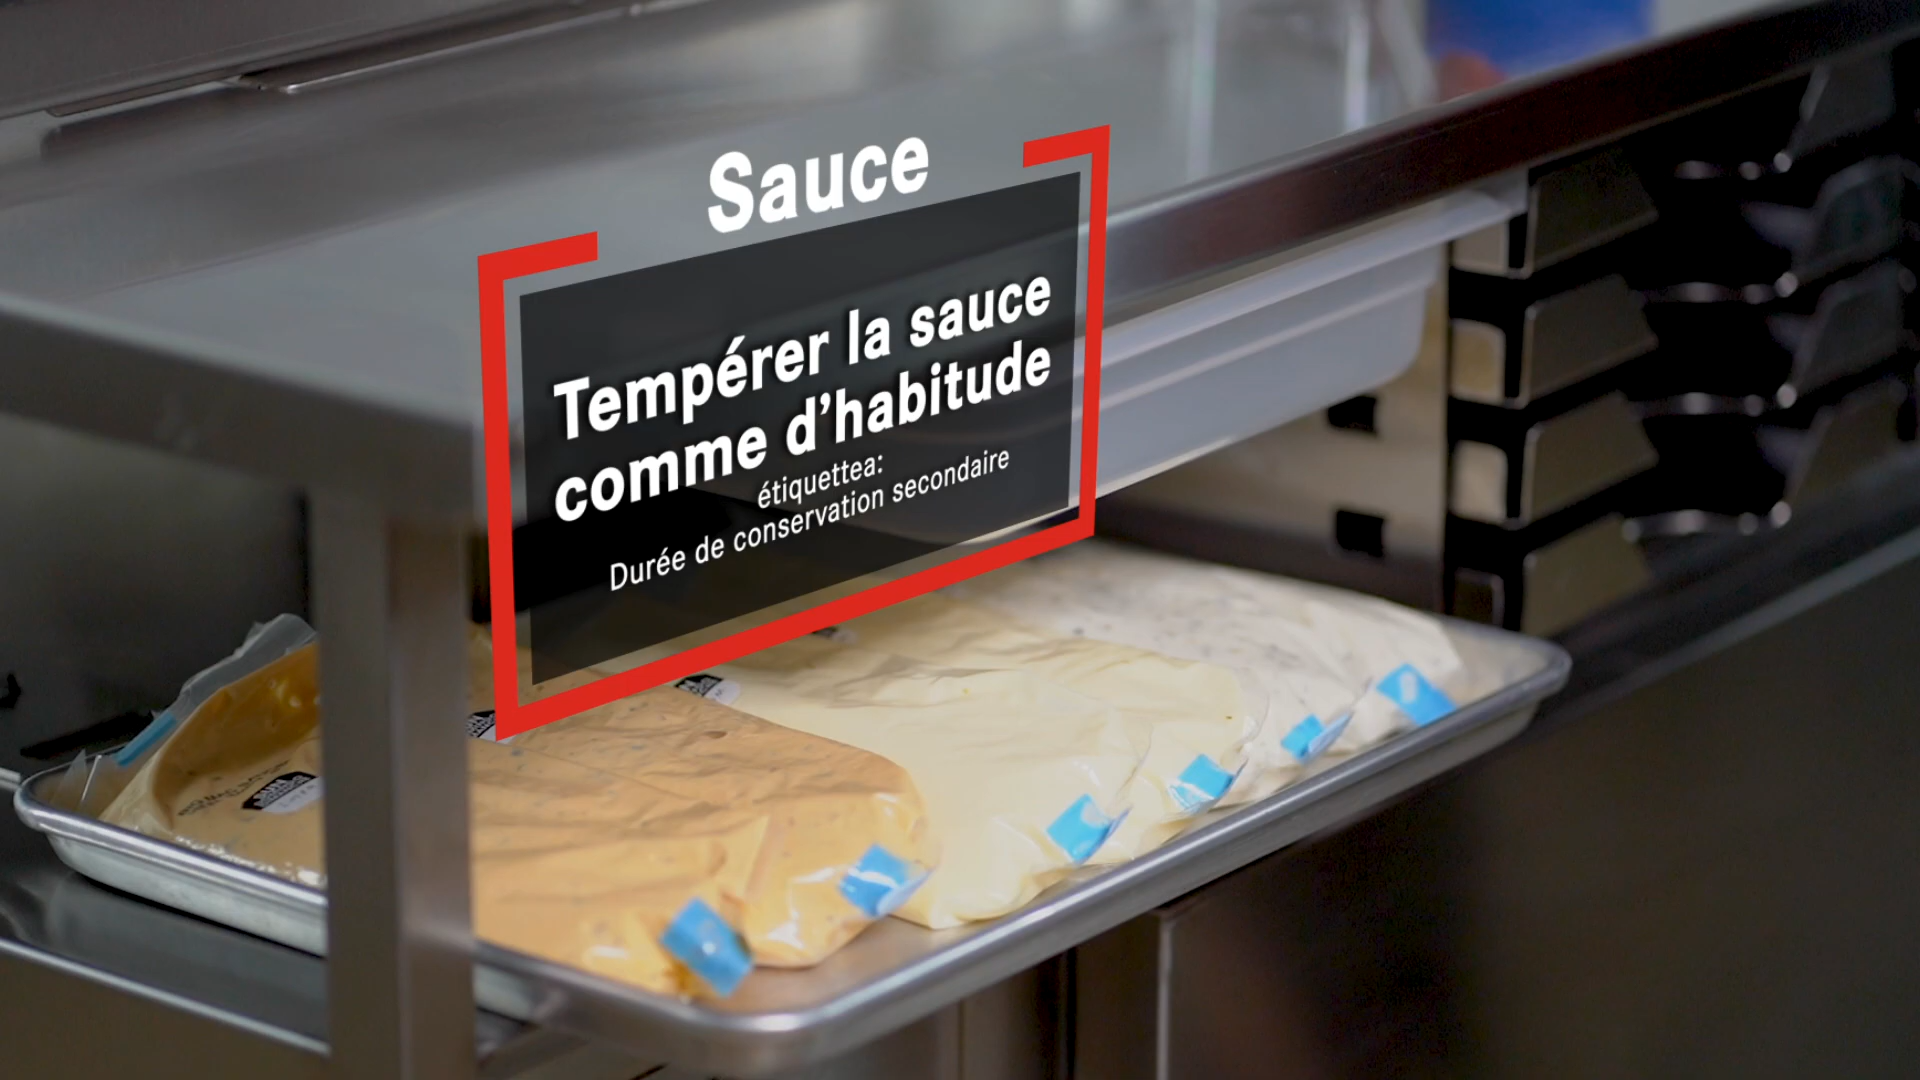 Sauce
Tempérer la sauce
comme d’habitude
étiquettea:
Durée de conservation secondaire